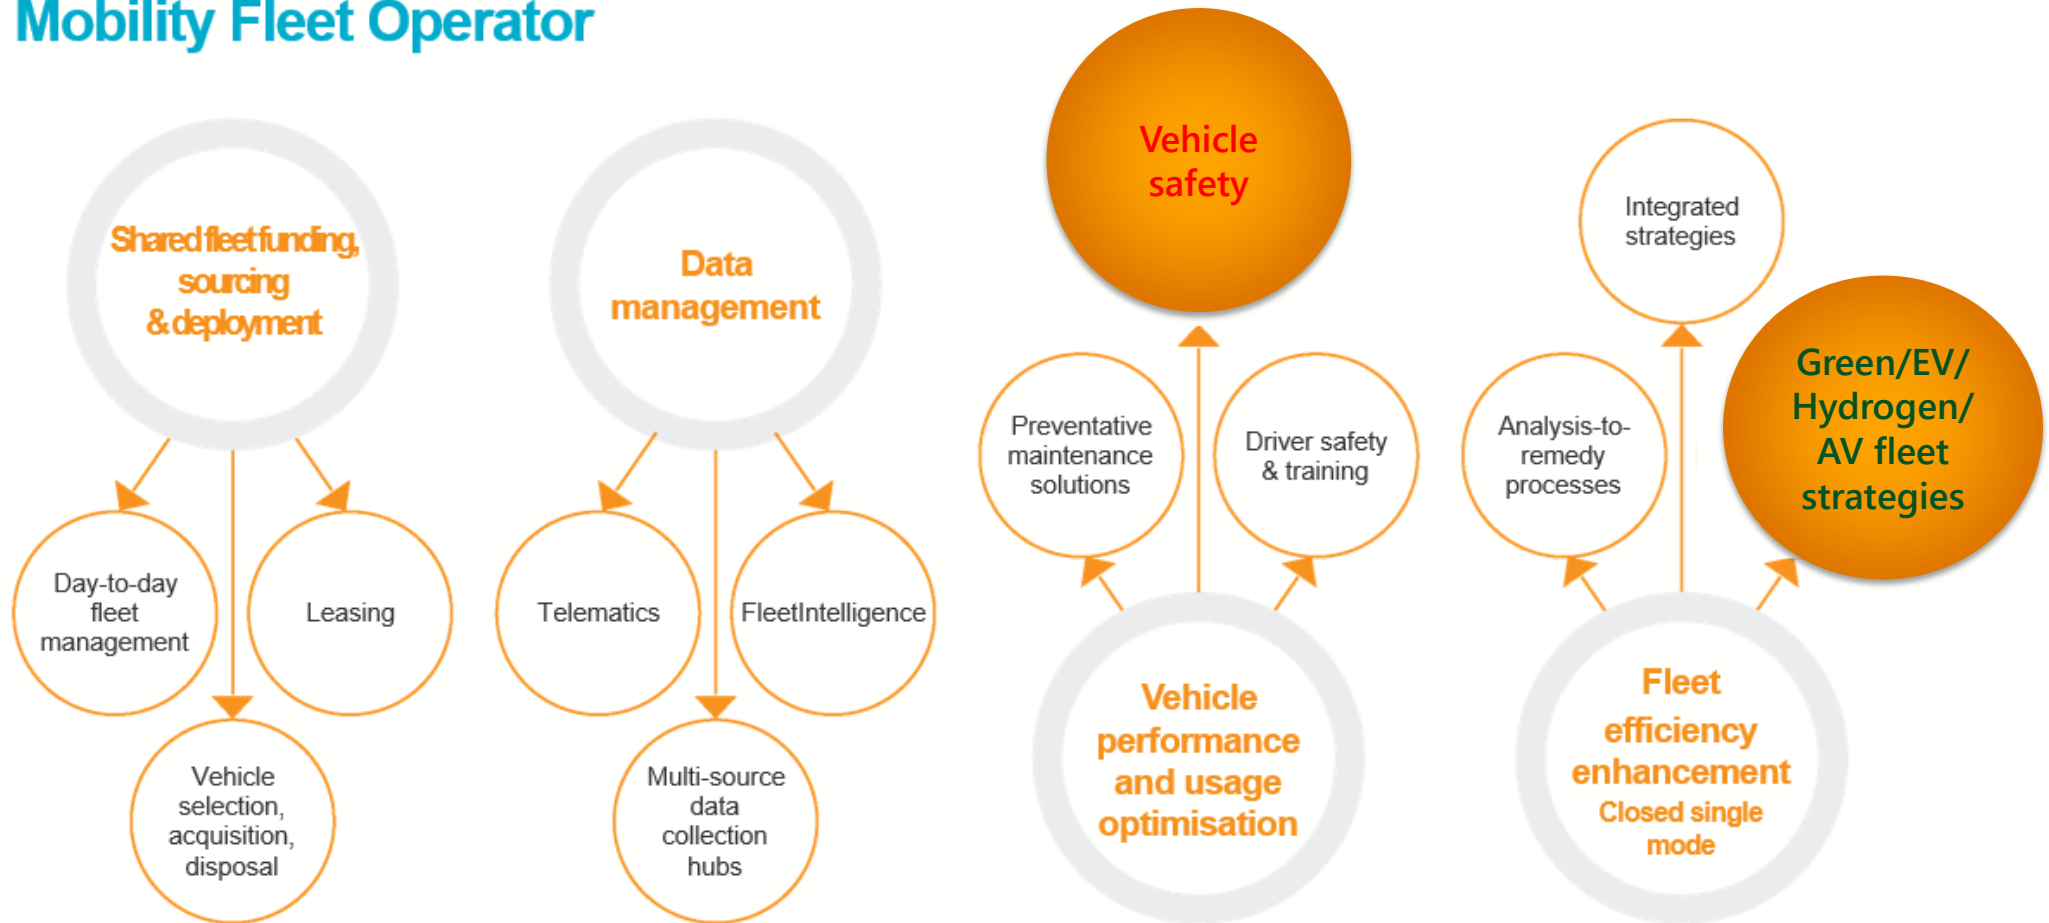 Mobility Fleet Operator
Shared fleet funding,
sourcing
& deployment
Day-to-day
fleet
management
Leasing
Vehicle
selection,
acquisition,
disposal
Data
management
Telematics
FleetIntelligence
Multi-source
data
collection
hubs
Vehicle
safety
Preventative
maintenance
solutions
Driver safety
& training
Vehicle
performance
and usage
optimisation
Integrated
strategies
Analysis-to-
remedy
processes
Green/EV/
Hydrogen/
AV fleet
strategies
Fleet
efficiency
enhancement
Closed single
mode